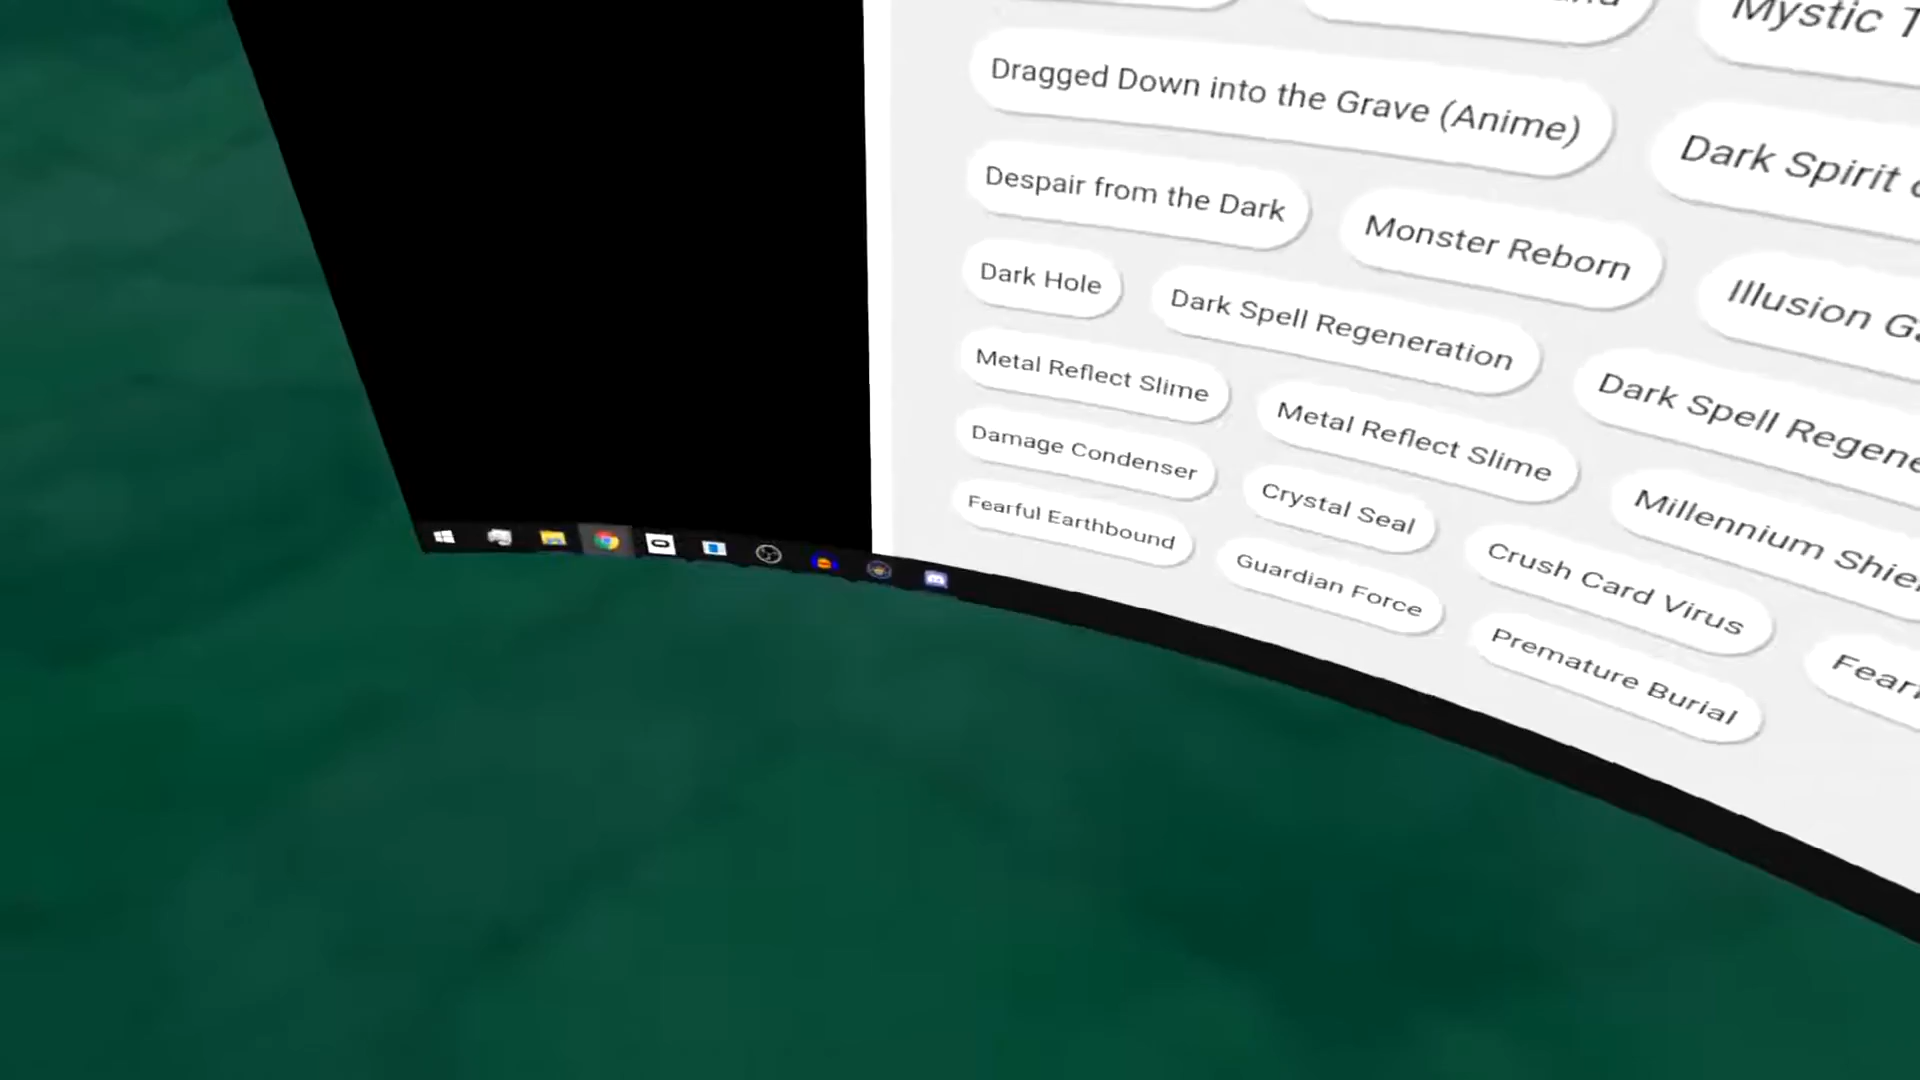 Mystic
Dragged Down into the Grave (Anime)
Dark Spirit
Despair from the Dark
Monster Reborn
Illusion
Dark Hole
Dark Spell Regeneration
Dark Spell
Metal Reflect Slime
Metal Reflect Slime
Millennium
Damage Condenser
Crystal Seal
Crush Card Virus
Fearful Earthbound
Guardian Force
Premature Burial